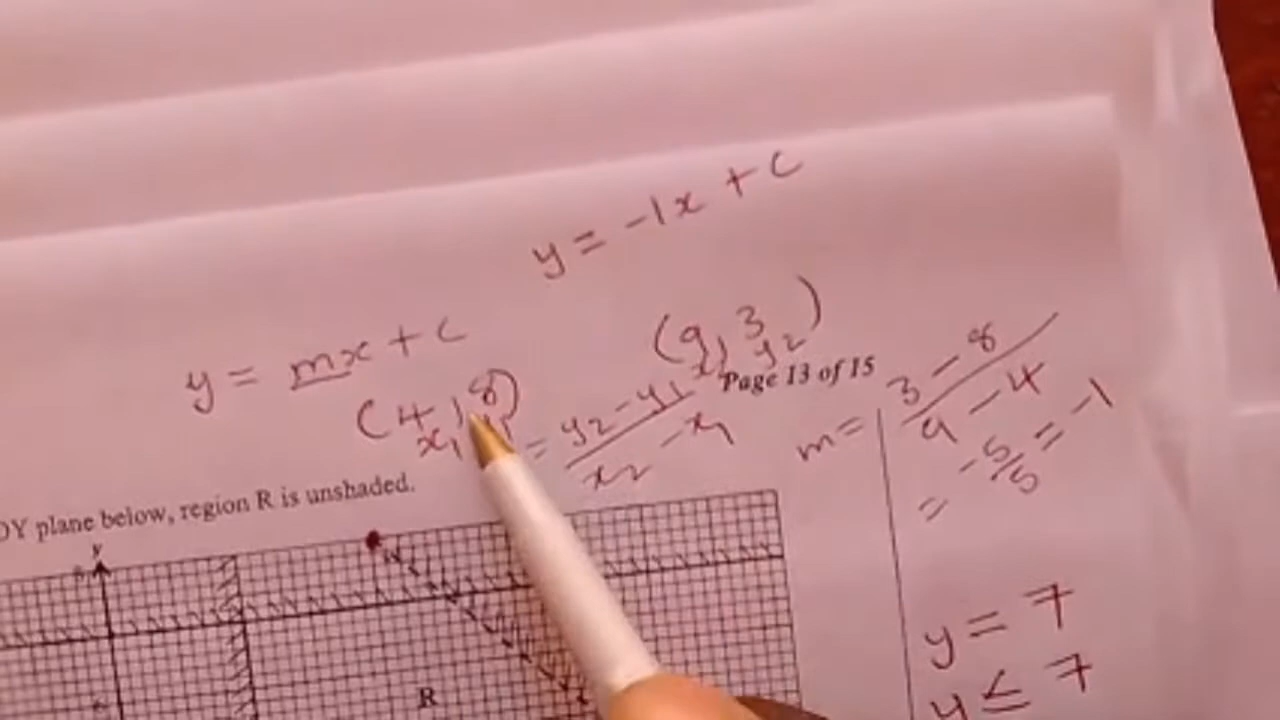 y = -1x + c
y = mx + c
(4, 8)
x₁
(9, 3)
x₂ y₂
= y₂ - y₁ / x₂ - x₁
Page 13 of 15
m = 3 - 8 / 9 - 4
= -5/5 = -1
OY plane below, region R is unshaded.
y
R
y = 7
y ≤ 7